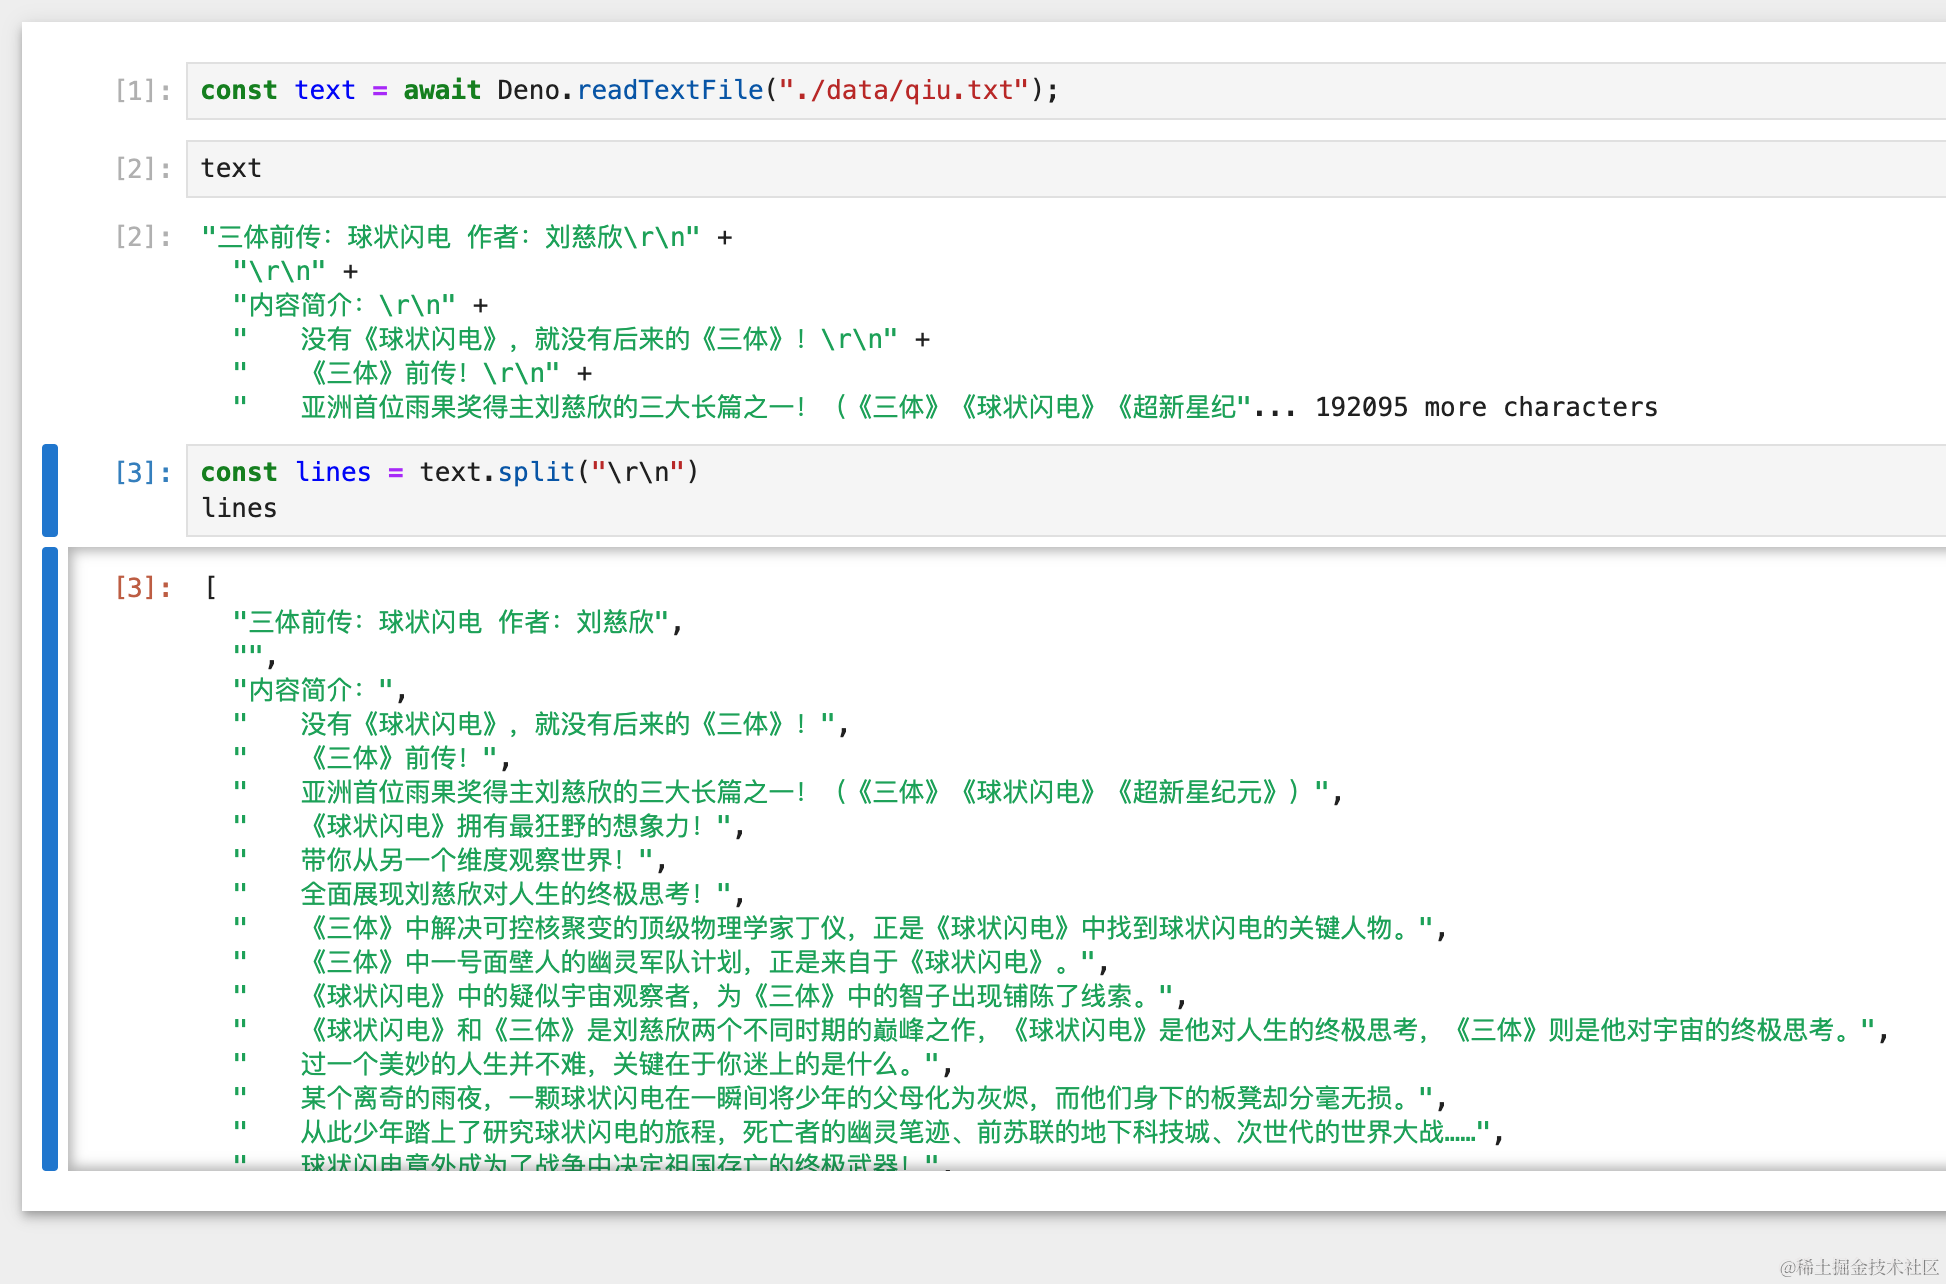 [1]: const text = await Deno.readTextFile("./data/qiu.txt");
[2]: text
[2]: "三体前传：球状闪电 作者：刘慈欣\r\n" +
"\r\n" +
"内容简介：\r\n" +
"    没有《球状闪电》，就没有后来的《三体》！\r\n" +
"    《三体》前传！\r\n" +
"    亚洲首位雨果奖得主刘慈欣的三大长篇之一！（《三体》《球状闪电》《超新星纪"... 192095 more characters
[3]: const lines = text.split("\r\n")
lines
[3]: [
"三体前传：球状闪电 作者：刘慈欣",
"",
"内容简介：",
"    没有《球状闪电》，就没有后来的《三体》！",
"    《三体》前传！",
"    亚洲首位雨果奖得主刘慈欣的三大长篇之一！（《三体》《球状闪电》《超新星纪元》）",
"    《球状闪电》拥有最狂野的想象力！",
"    带你从另一个维度观察世界！",
"    全面展现刘慈欣对人生的终极思考！",
"    《三体》中解决可控核聚变的顶级物理学家丁仪，正是《球状闪电》中找到球状闪电的关键人物。",
"    《三体》中一号面壁人的幽灵军队计划，正是来自于《球状闪电》。",
"    《球状闪电》中的疑似宇宙观察者，为《三体》中的智子出现铺陈了线索。",
"    《球状闪电》和《三体》是刘慈欣两个不同时期的巅峰之作，《球状闪电》是他对人生的终极思考，《三体》则是他对宇宙的终极思考。",
"    过一个美妙的人生并不难，关键在于你迷上的是什么。",
"    某个离奇的雨夜，一颗球状闪电在一瞬间将少年的父母化为灰烬，而他们身下的板凳却分毫无损。",
"    从此少年踏上了研究球状闪电的旅程，死亡者的幽灵笔迹、前苏联的地下科技城、次世代的世界大战……",
"    球状闪电意外成为了战争中决定祖国存亡的终极武器！",
@稀土掘金技术社区